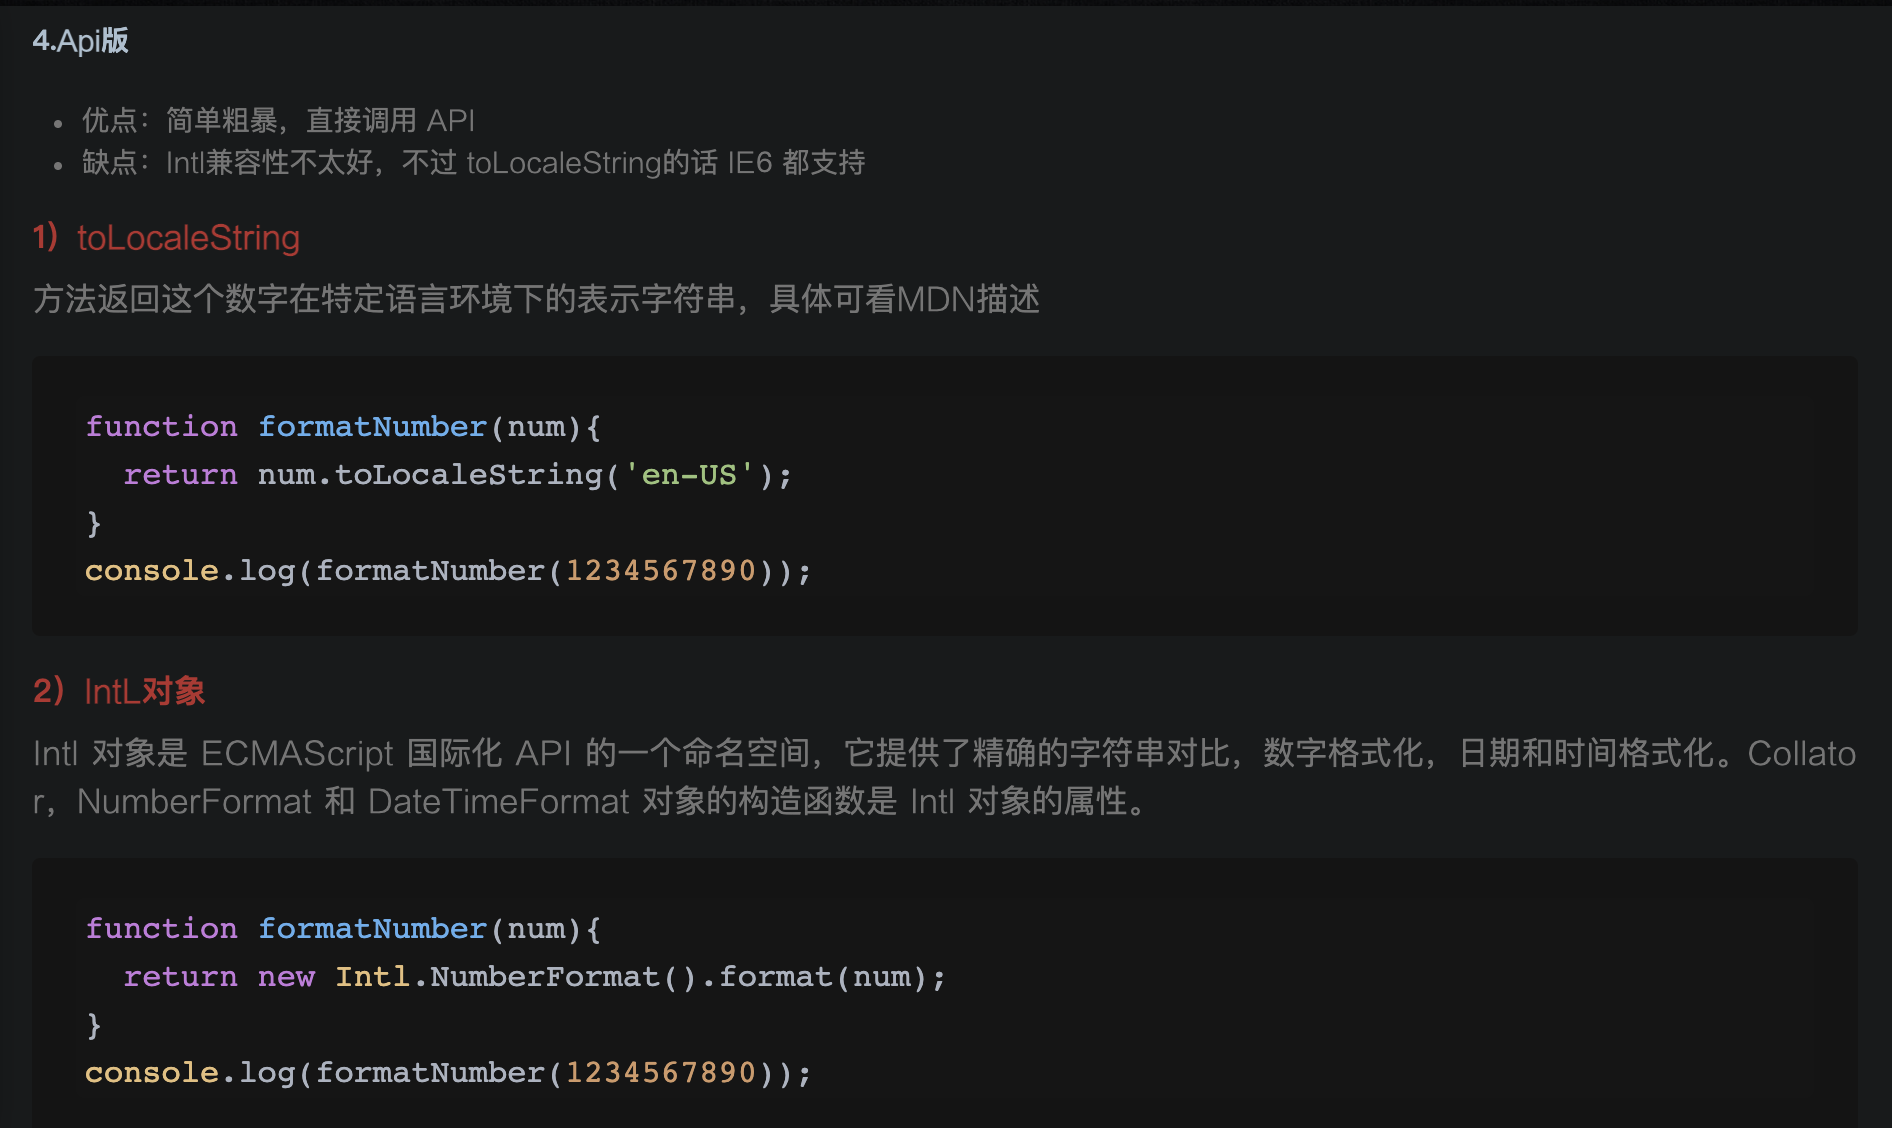 4.Api版
• 优点：简单粗暴，直接调用 API
• 缺点：Intl兼容性不太好，不过 toLocaleString的话 IE6 都支持
1）toLocaleString
方法返回这个数字在特定语言环境下的表示字符串，具体可看MDN描述
function formatNumber(num){
  return num.toLocaleString('en-US');
}
console.log(formatNumber(1234567890));
2）IntL对象
Intl 对象是 ECMAScript 国际化 API 的一个命名空间，它提供了精确的字符串对比，数字格式化，日期和时间格式化。Collato
r，NumberFormat 和 DateTimeFormat 对象的构造函数是 Intl 对象的属性。
function formatNumber(num){
  return new Intl.NumberFormat().format(num);
}
console.log(formatNumber(1234567890));